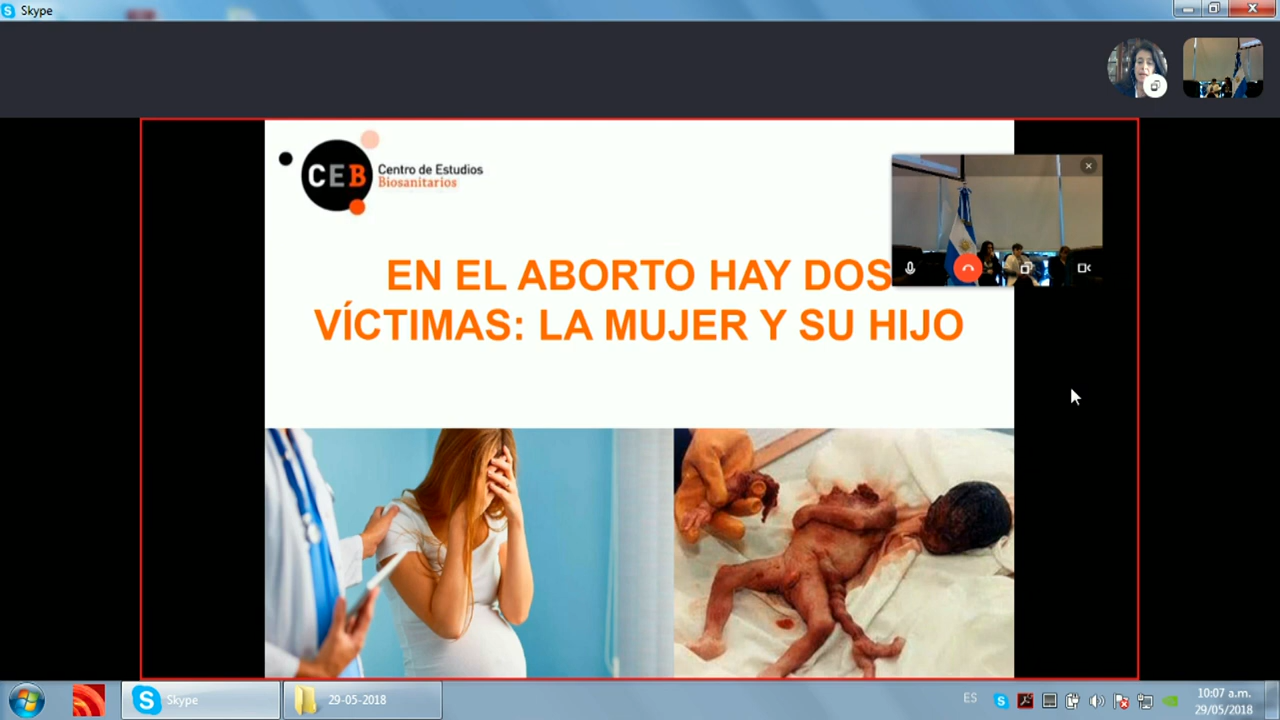 Skype
CEB
Centro de Estudios
Biosanitarios
EN EL ABORTO HAY DOS
VÍCTIMAS: LA MUJER Y SU HIJO
Skype
29-05-2018
ES
10:07 a.m.
29/05/2018